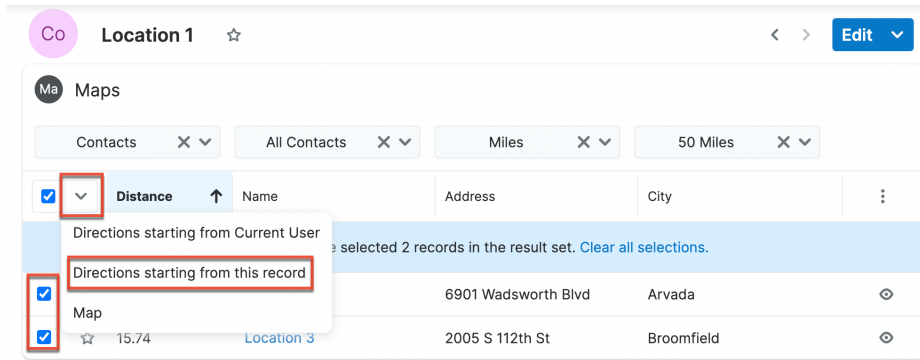 Co Location 1 Edit
Ma Maps
Contacts All Contacts Miles 50 Miles
Distance Name Address City
Directions starting from Current User
selected 2 records in the result set. Clear all selections.
Directions starting from this record
6901 Wadsworth Blvd Arvada
Map
15.74 Location 3 2005 S 112th St Broomfield